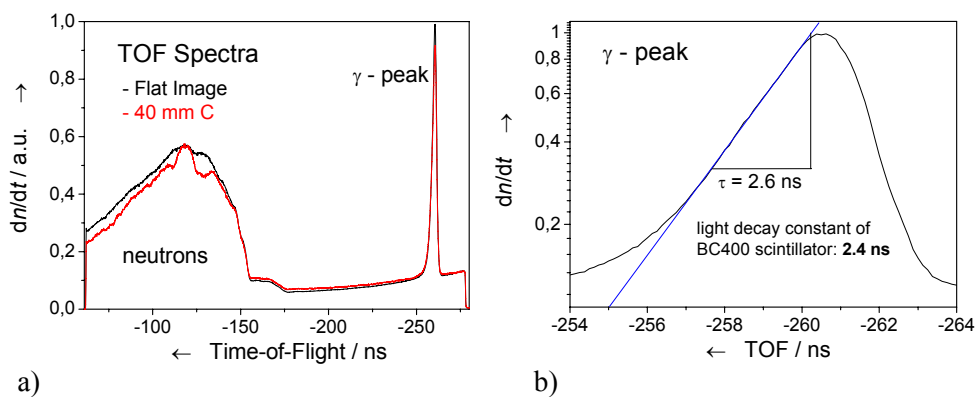 a)
TOF Spectra
- Flat Image
- 40 mm C
γ - peak
neutrons
dn/dt / a.u. →
1,0
0,8
0,6
0,4
0,2
0,0
-100 -150 -200 -250
← Time-of-Flight / ns
b)
γ - peak
τ = 2.6 ns
light decay constant of
BC400 scintillator: 2.4 ns
dn/dt →
1
0,8
0,6
0,4
0,2
-254 -256 -258 -260 -262 -264
← TOF / ns